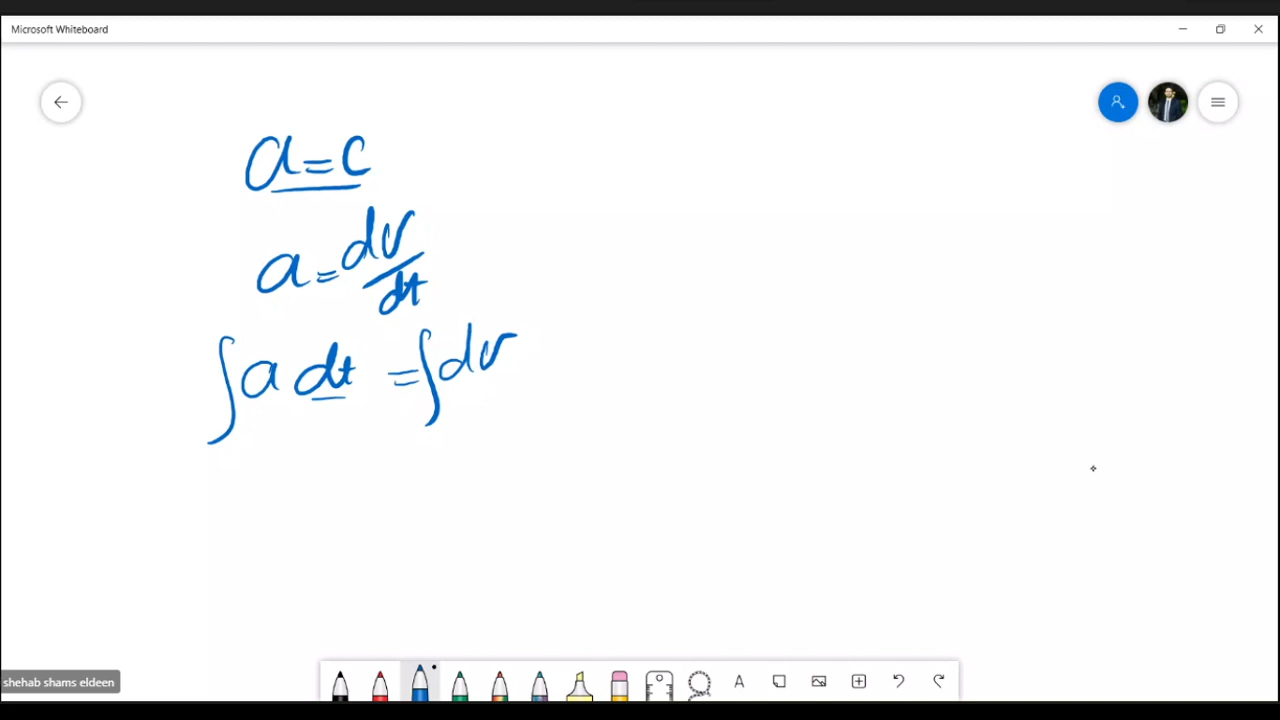 Microsoft Whiteboard
a = c
a = dv/dt
∫ a dt = ∫ dv
A
shehab shams eldeen